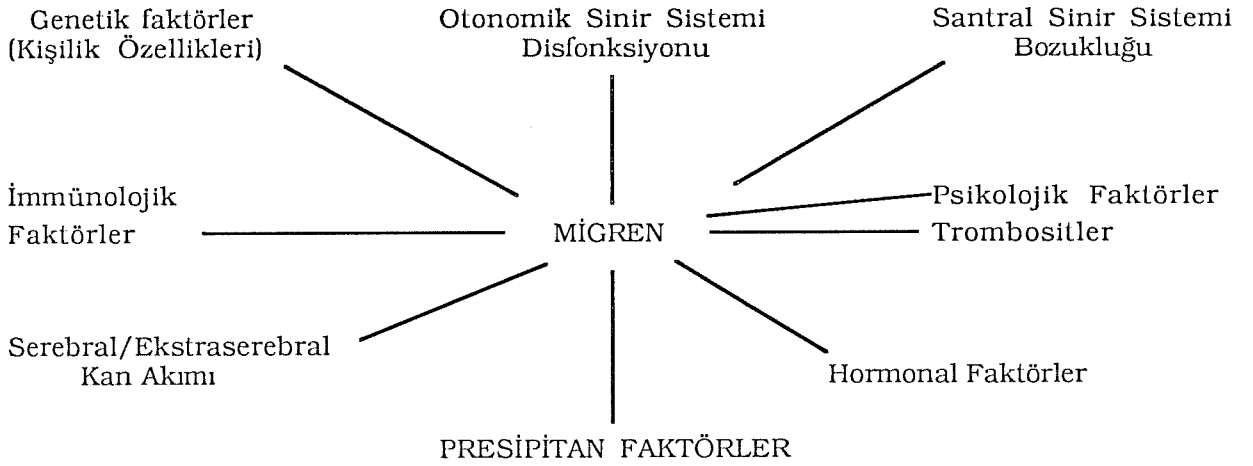 Genetik faktörler
(Kişilik Özellikleri)
Otonomik Sinir Sistemi
Disfonksiyonu
Santral Sinir Sistemi
Bozukluğu
İmmünolojik
Faktörler
MİGREN
Psikolojik Faktörler
Trombositler
Serebral/Ekstraserebral
Kan Akımı
Hormonal Faktörler
PRESİPİTAN FAKTÖRLER